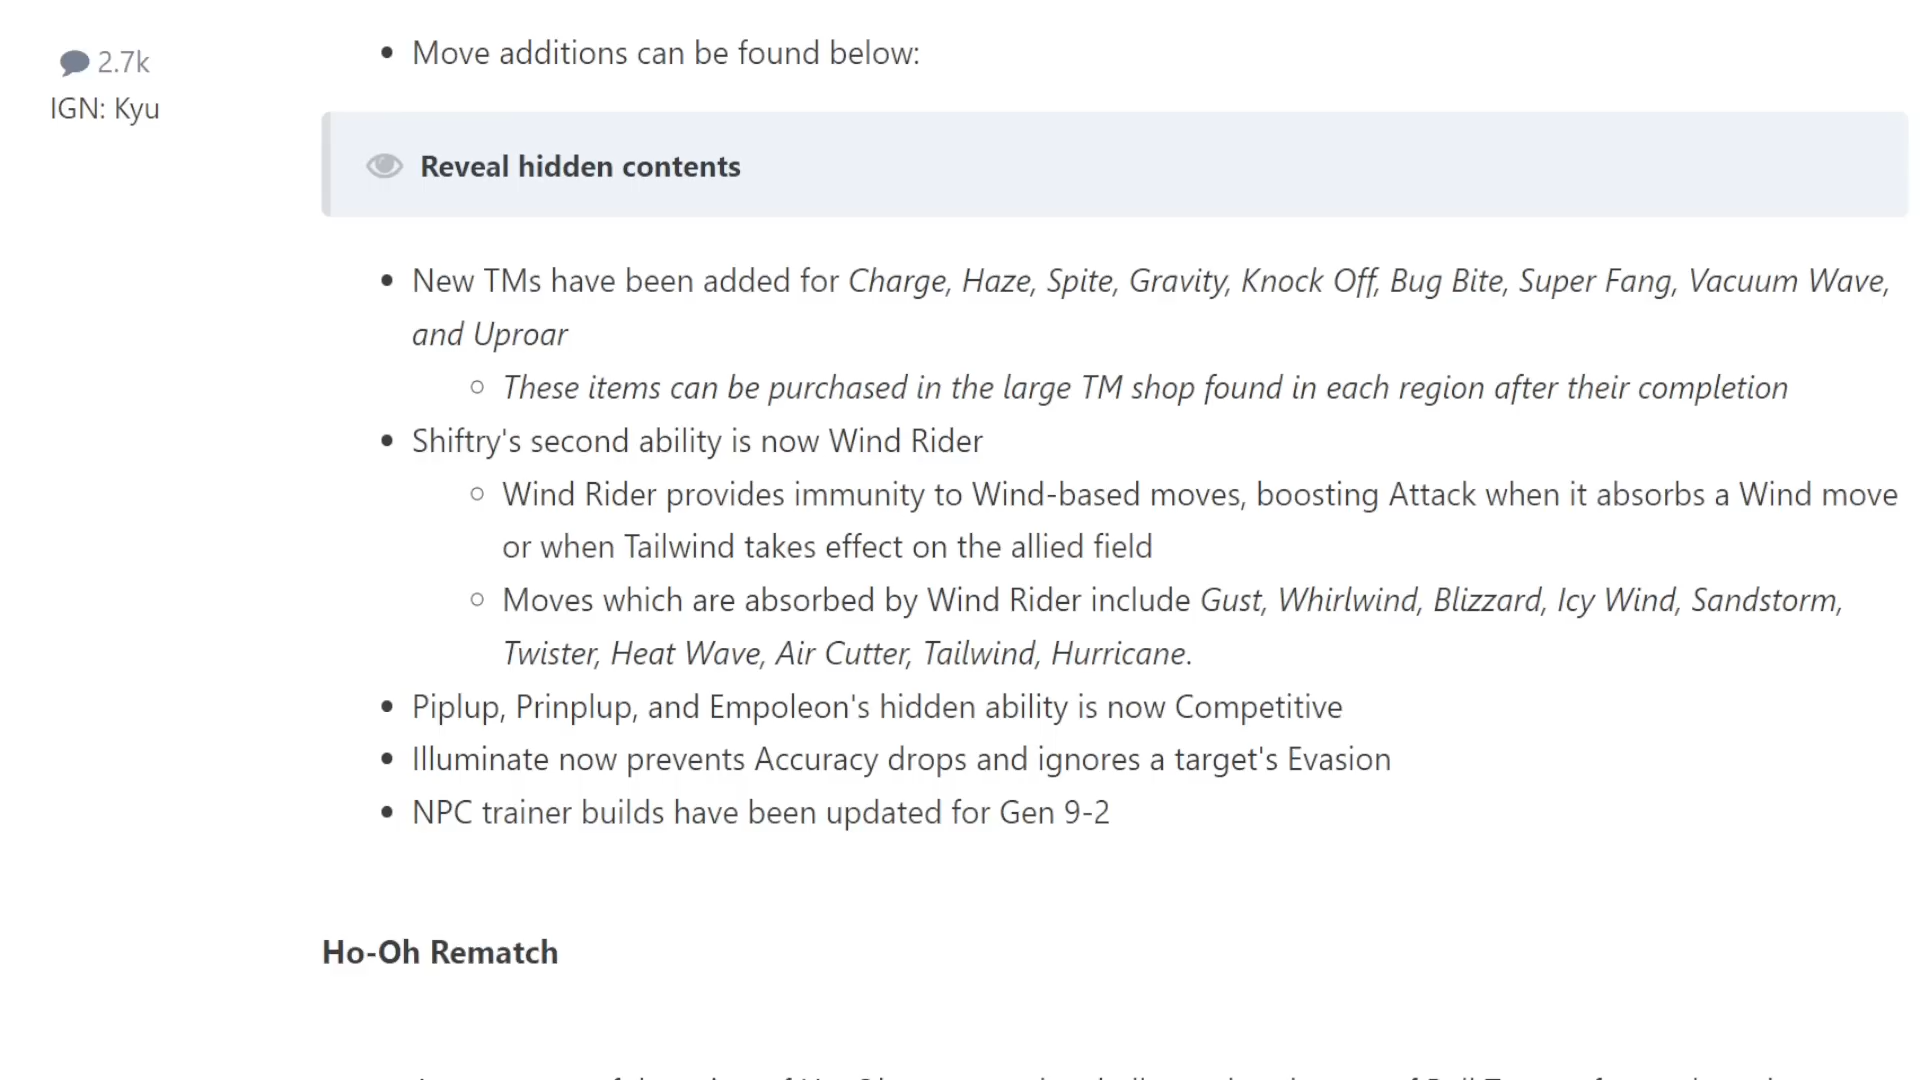 2.7k
IGN: Kyu
• Move additions can be found below:
Reveal hidden contents
• New TMs have been added for Charge, Haze, Spite, Gravity, Knock Off, Bug Bite, Super Fang, Vacuum Wave,
and Uproar
○ These items can be purchased in the large TM shop found in each region after their completion
• Shiftry's second ability is now Wind Rider
○ Wind Rider provides immunity to Wind-based moves, boosting Attack when it absorbs a Wind move
or when Tailwind takes effect on the allied field
○ Moves which are absorbed by Wind Rider include Gust, Whirlwind, Blizzard, Icy Wind, Sandstorm,
Twister, Heat Wave, Air Cutter, Tailwind, Hurricane.
• Piplup, Prinplup, and Empoleon's hidden ability is now Competitive
• Illuminate now prevents Accuracy drops and ignores a target's Evasion
• NPC trainer builds have been updated for Gen 9-2
Ho-Oh Rematch